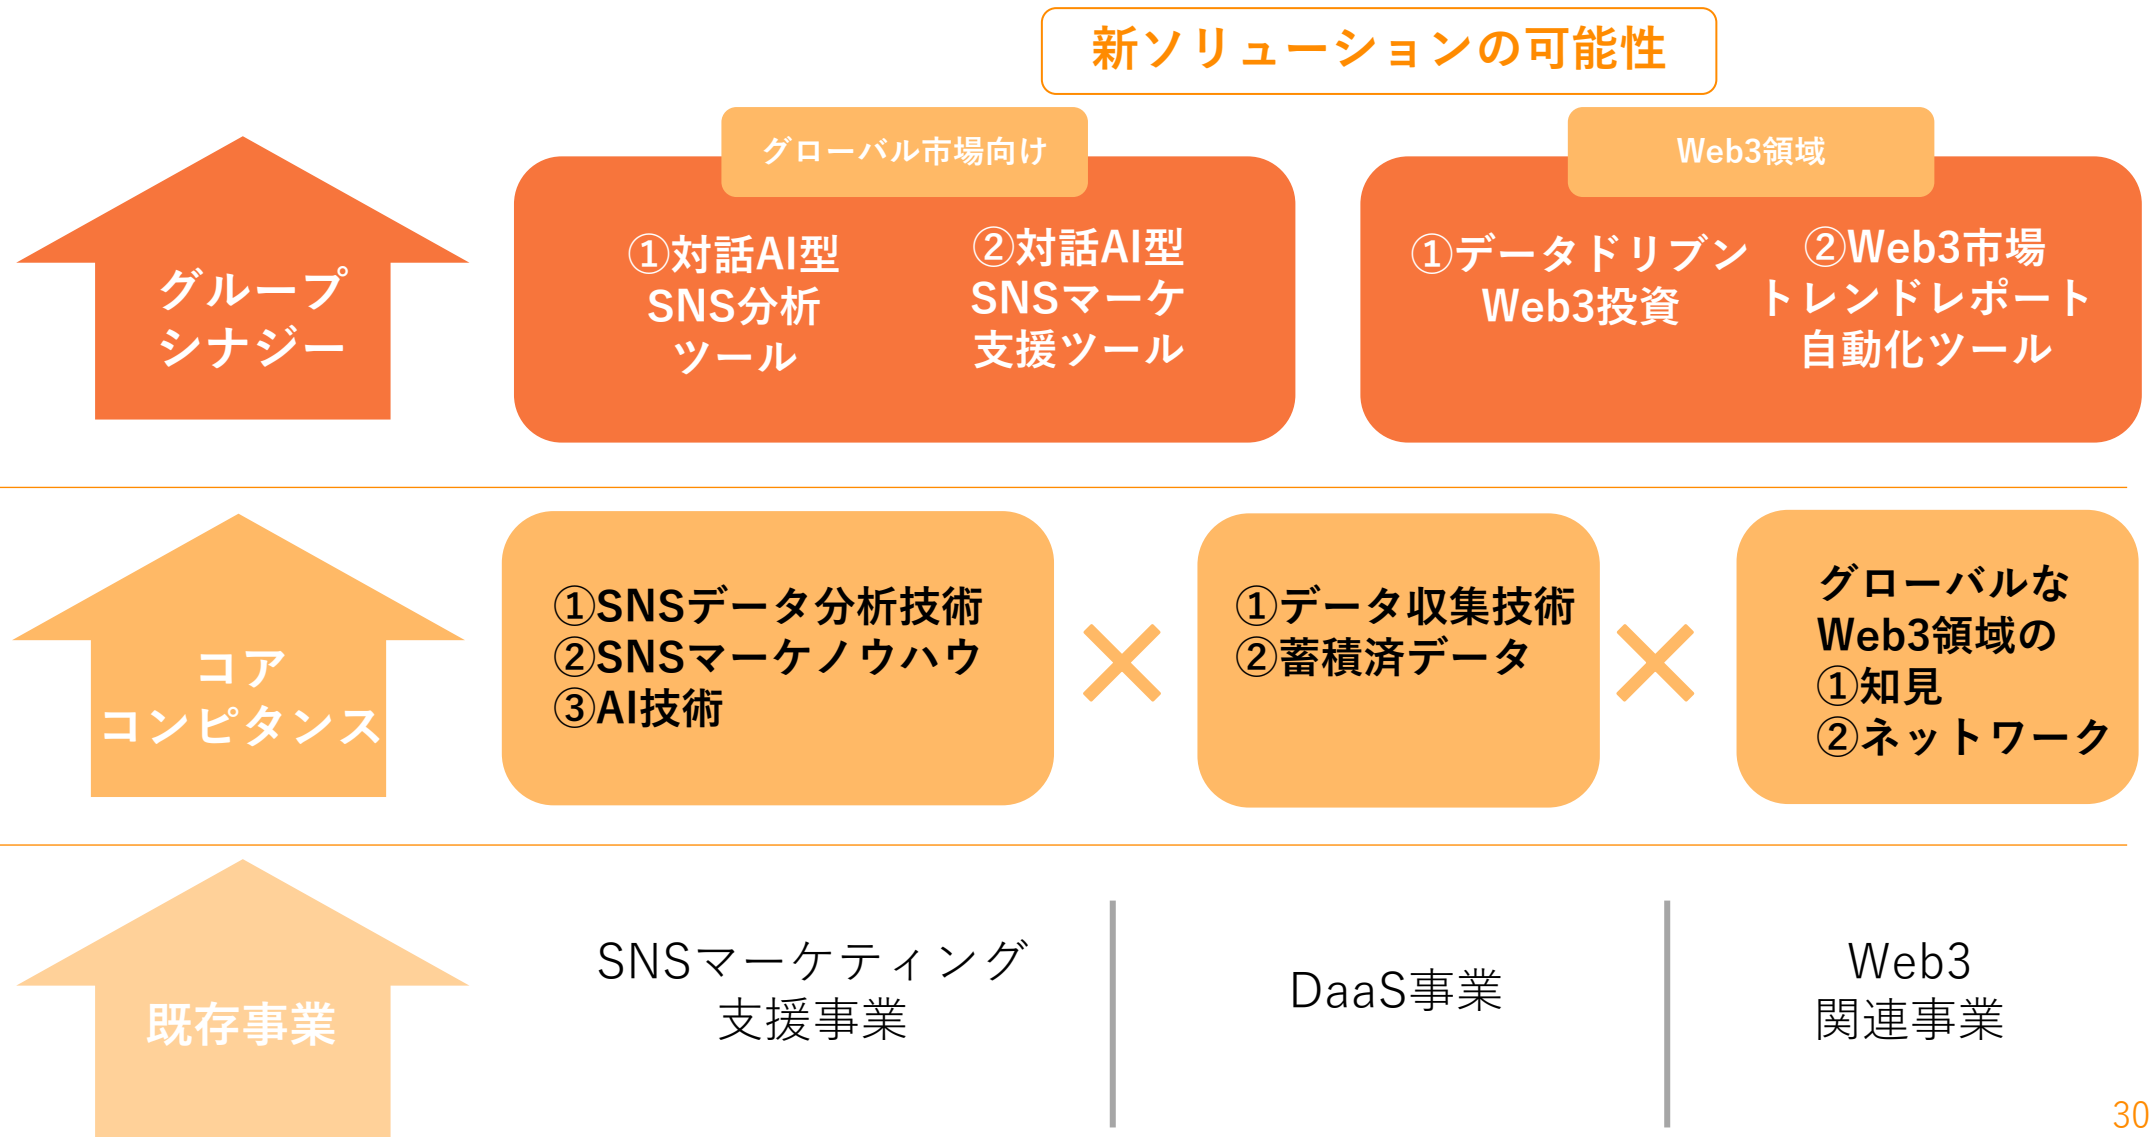 新ソリューションの可能性
グループ
シナジー
グローバル市場向け
①対話AI型
SNS分析
ツール
②対話AI型
SNSマーケ
支援ツール
Web3領域
①データドリブン
Web3投資
②Web3市場
トレンドレポート
自動化ツール
コア
コンピタンス
①SNSデータ分析技術
②SNSマーケノウハウ
③AI技術
①データ収集技術
②蓄積済データ
グローバルな
Web3領域の
①知見
②ネットワーク
既存事業
SNSマーケティング
支援事業
DaaS事業
Web3
関連事業
30